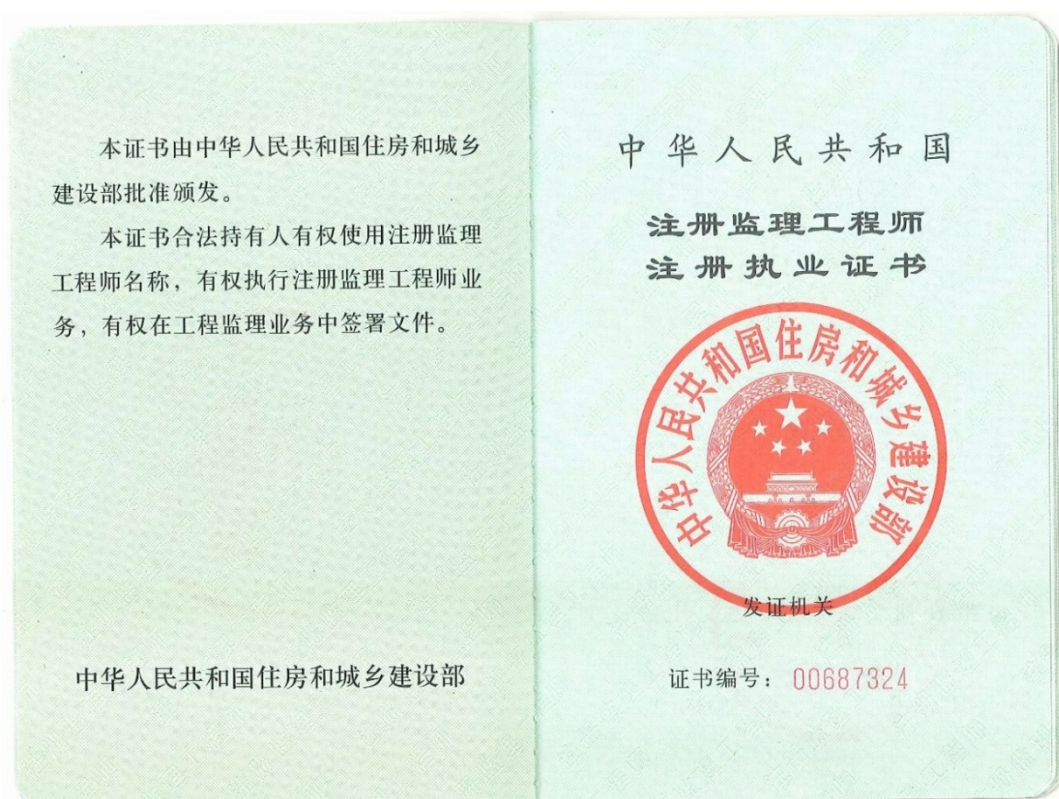 本证书由中华人民共和国住房和城乡
建设部批准颁发。
本证书合法持有人有权使用注册监理
工程师名称，有权执行注册监理工程师业
务，有权在工程监理业务中签署文件。
中华人民共和国住房和城乡建设部
中华人民共和国
注册监理工程师
注册执业证书
中华人民共和国住房和城乡建设部
发证机关
证书编号：00687324